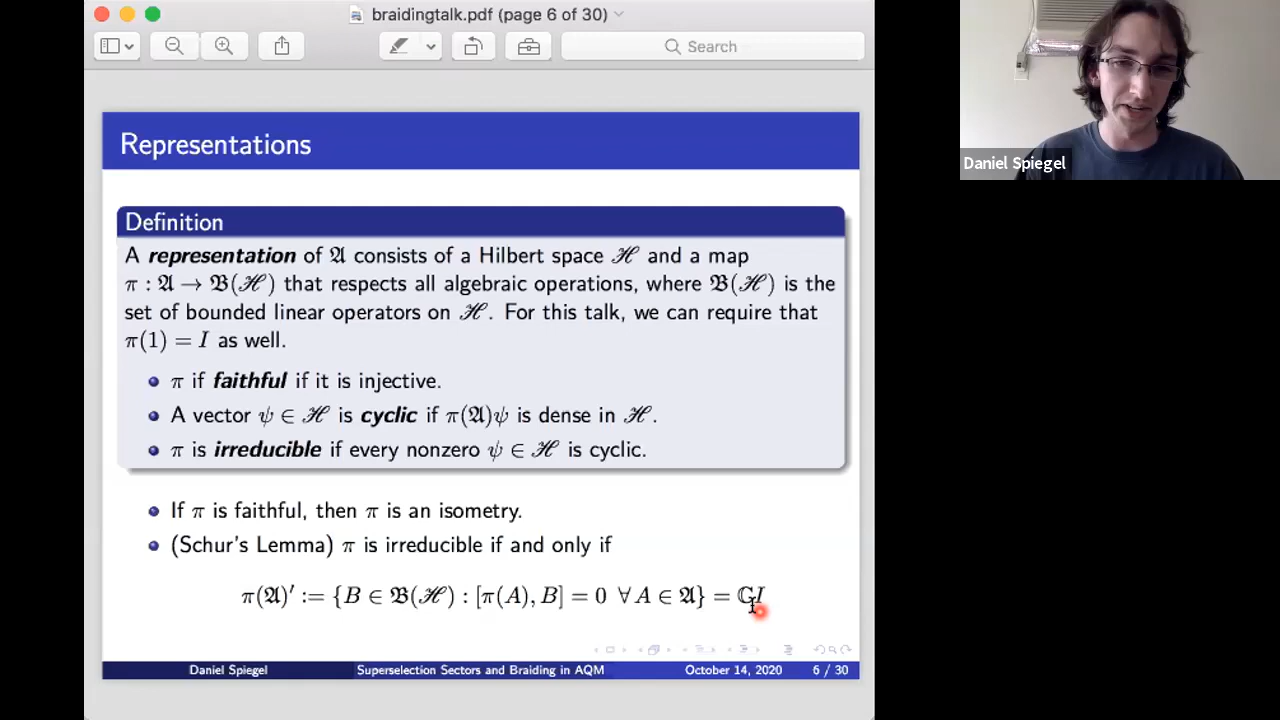 braidingtalk.pdf (page 6 of 30)
Search
Representations
Definition
A representation of 𝔄 consists of a Hilbert space ℋ and a map
π : 𝔄 → 𝔅(ℋ) that respects all algebraic operations, where 𝔅(ℋ) is the
set of bounded linear operators on ℋ. For this talk, we can require that
π(1) = I as well.
π if faithful if it is injective.
A vector ψ ∈ ℋ is cyclic if π(𝔄)ψ is dense in ℋ.
π is irreducible if every nonzero ψ ∈ ℋ is cyclic.
If π is faithful, then π is an isometry.
(Schur's Lemma) π is irreducible if and only if
π(𝔄)′ := {B ∈ 𝔅(ℋ) : [π(A), B] = 0 ∀ A ∈ 𝔄} = ℂI
Daniel Spiegel Superselection Sectors and Braiding in AQM October 14, 2020 6 / 30
Daniel Spiegel